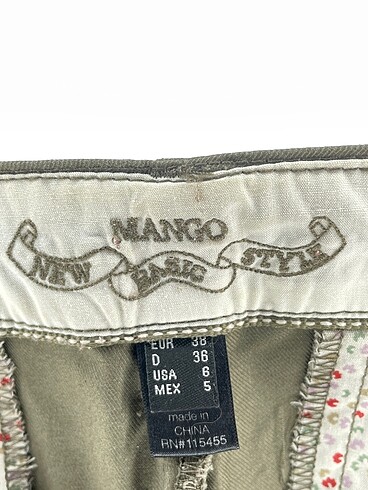 MANGO
NEW BASIC STYLE
EUR 38
D 36
USA 6
MEX 5
made in
CHINA
RN#115455